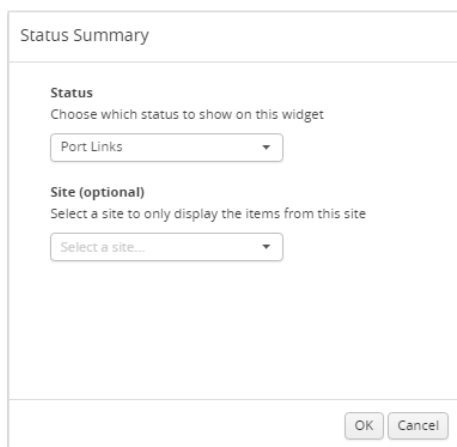 Status Summary
Status
Choose which status to show on this widget
Port Links
Site (optional)
Select a site to only display the items from this site
Select a site...
OK Cancel